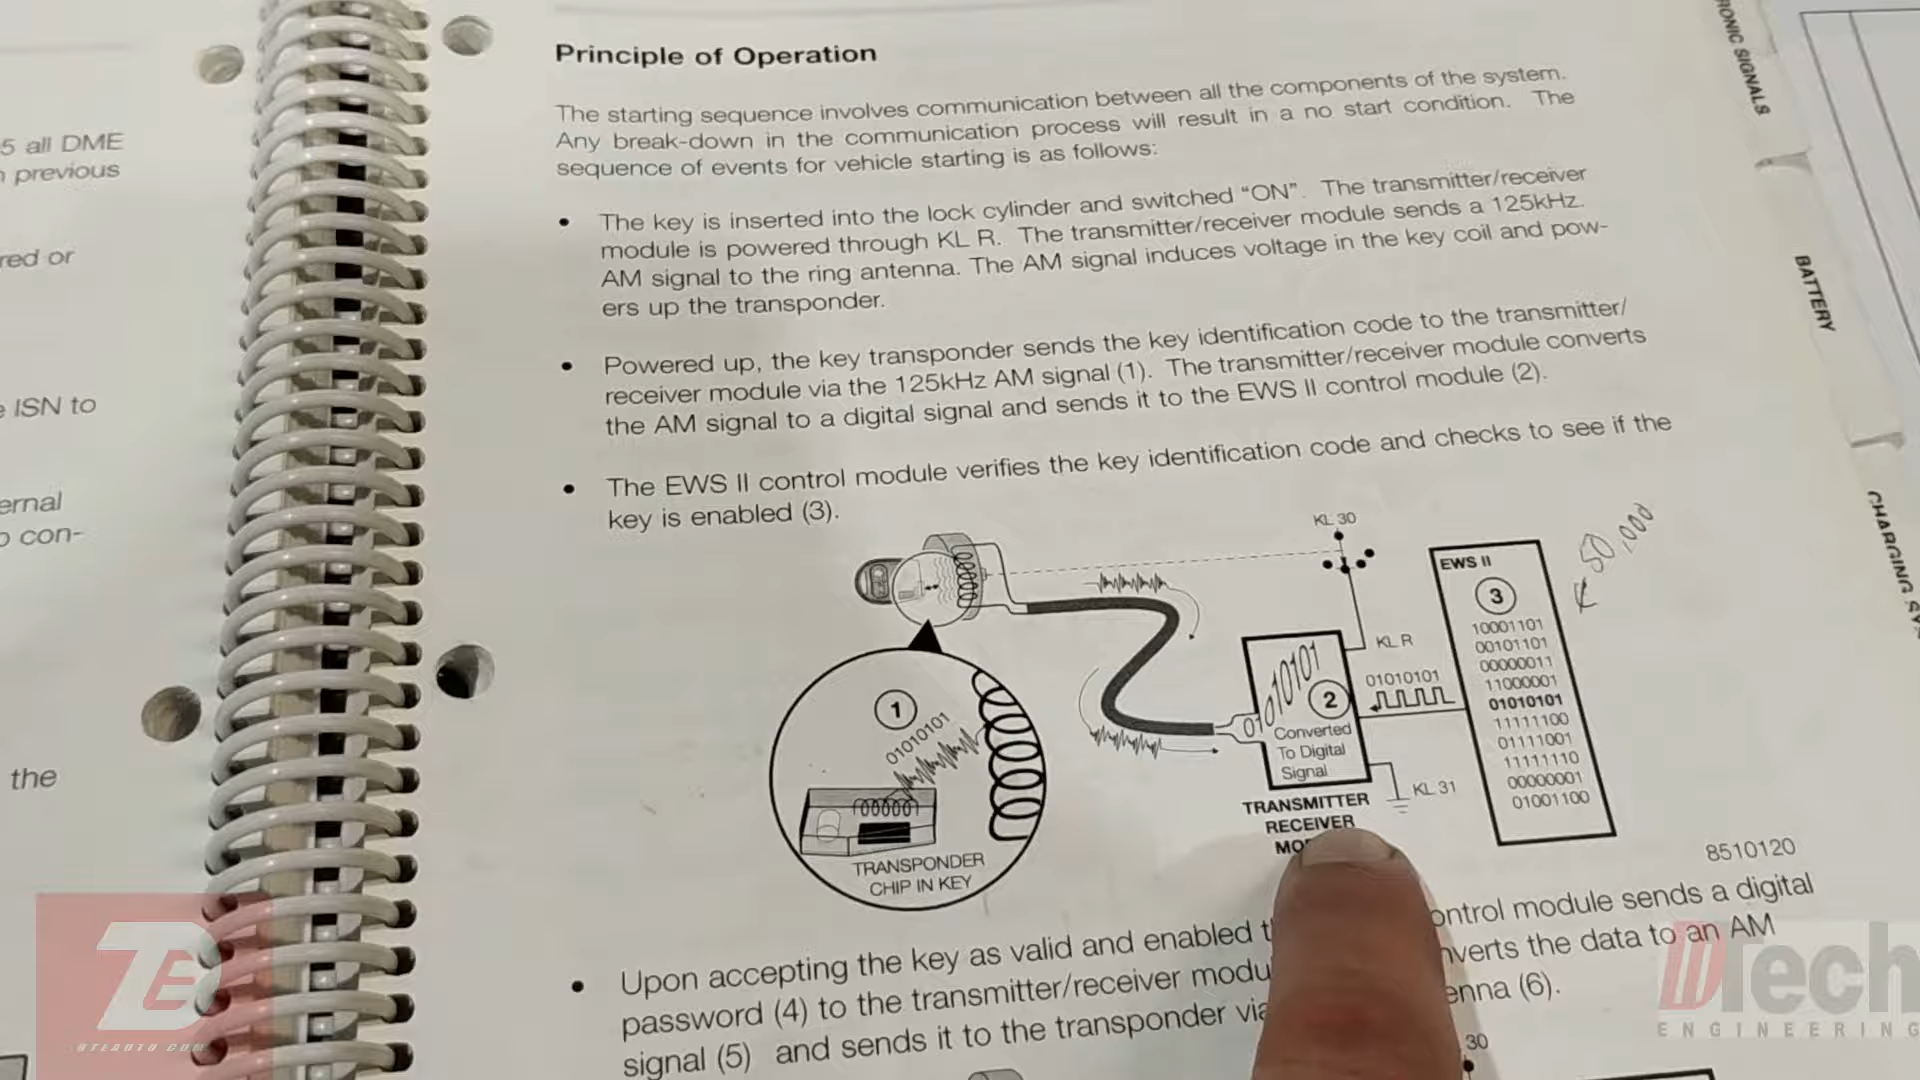 5 all DME
previous
red or
ISN to
ernal
con-
the
Principle of Operation
The starting sequence involves communication between all the components of the system.
Any break-down in the communication process will result in a no start condition. The
sequence of events for vehicle starting is as follows:
• The key is inserted into the lock cylinder and switched “ON”. The transmitter/receiver
module is powered through KL R. The transmitter/receiver module sends a 125kHz.
AM signal to the ring antenna. The AM signal induces voltage in the key coil and pow-
ers up the transponder.
• Powered up, the key transponder sends the key identification code to the transmitter/
receiver module via the 125kHz AM signal (1). The transmitter/receiver module converts
the AM signal to a digital signal and sends it to the EWS II control module (2).
• The EWS II control module verifies the key identification code and checks to see if the
key is enabled (3).
KL 30
KL R
EWS II
3
10001101
00101101
00000011
11000001
01010101
11111100
01111001
11111110
00000001
01001100
50,000
01010101
010101
2
Converted
To Digital
Signal
KL 31
TRANSMITTER
RECEIVER
MO
1
01010101
TRANSPONDER
CHIP IN KEY
8510120
• Upon accepting the key as valid and enabled t ontrol module sends a digital
password (4) to the transmitter/receiver modu nverts the data to an AM
signal (5) and sends it to the transponder via enna (6).
30
RONIC SIGNALS
BATTERY
CHARGING SY
DTE
DTEAUTO.COM
DTech
ENGINEERING